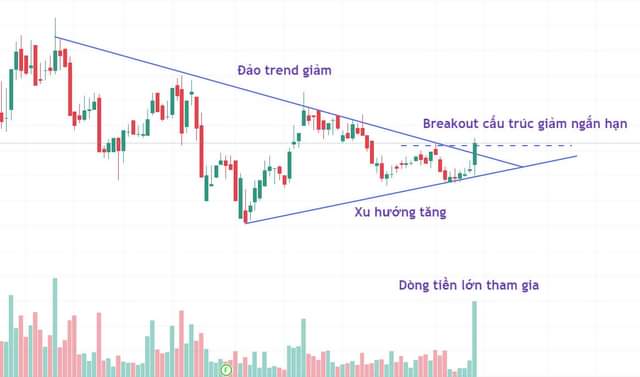 Đảo trend giảm
Breakout cấu trúc giảm ngắn hạn
Xu hướng tăng
Dòng tiền lớn tham gia